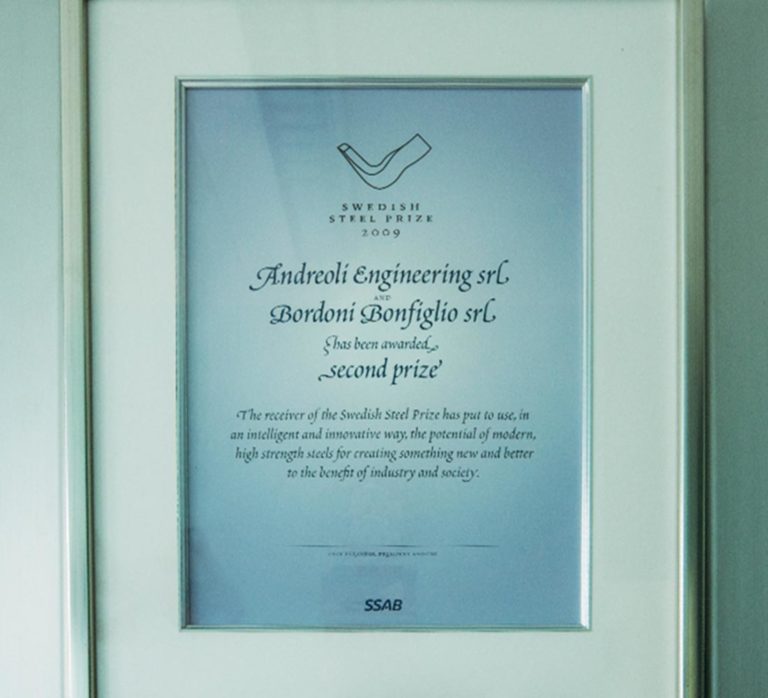 SWEDISH
STEEL PRIZE
2009
Andreoli Engineering srl
AND
Bordoni Bonfiglio srl
has been awarded
second prize
The receiver of the Swedish Steel Prize has put to use, in
an intelligent and innovative way, the potential of modern,
high strength steels for creating something new and better
to the benefit of industry and society.
SSAB